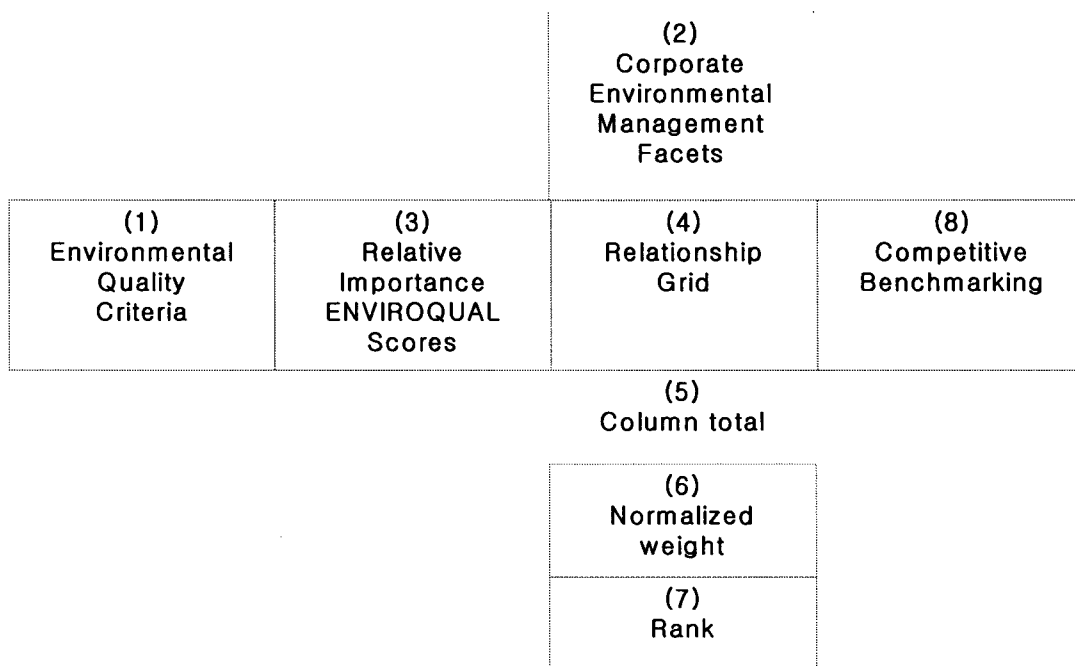 (2)
Corporate
Environmental
Management
Facets
(1)
Environmental
Quality
Criteria
(3)
Relative
Importance
ENVIROQUAL
Scores
(4)
Relationship
Grid
(8)
Competitive
Benchmarking
(5)
Column total
(6)
Normalized
weight
(7)
Rank